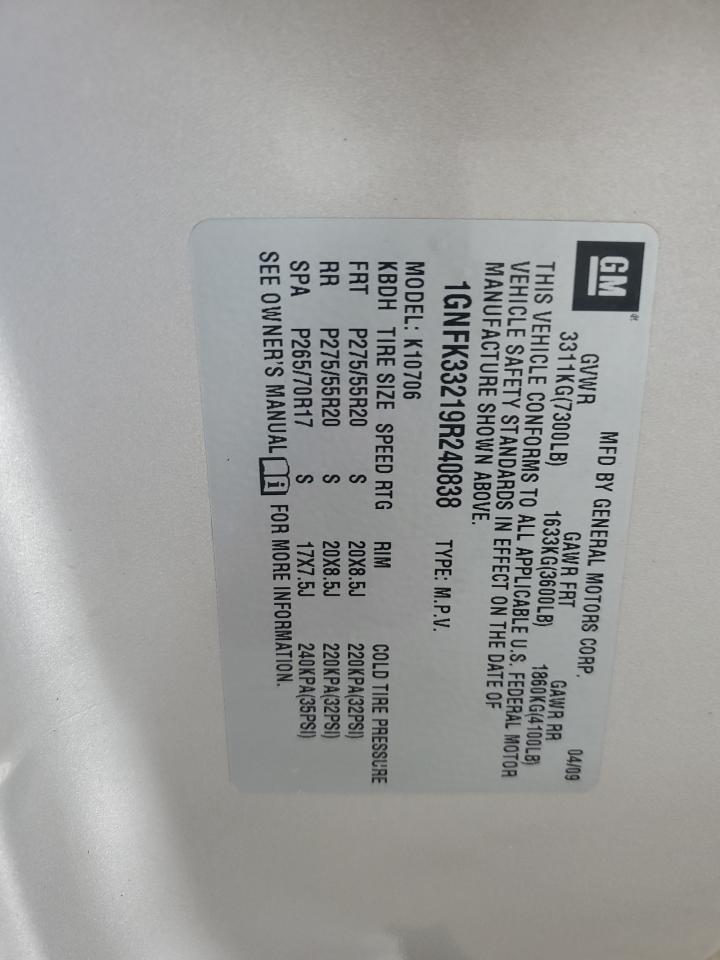 GM
MFD BY GENERAL MOTORS CORP. 04/09
GVWR GAWR FRT GAWR RR
3311KG(7300LB) 1633KG(3600LB) 1860KG(4100LB)
THIS VEHICLE CONFORMS TO ALL APPLICABLE U.S. FEDERAL MOTOR
VEHICLE SAFETY STANDARDS IN EFFECT ON THE DATE OF
MANUFACTURE SHOWN ABOVE.
1GNFK33219R240838 TYPE: M.P.V.
MODEL: K10706
KBDH TIRE SIZE SPEED RTG RIM COLD TIRE PRESSURE
FRT P275/55R20 S 20X8.5J 220KPA(32PSI)
RR P275/55R20 S 20X8.5J 220KPA(32PSI)
SPA P265/70R17 S 17X7.5J 240KPA(35PSI)
SEE OWNER'S MANUAL i FOR MORE INFORMATION.